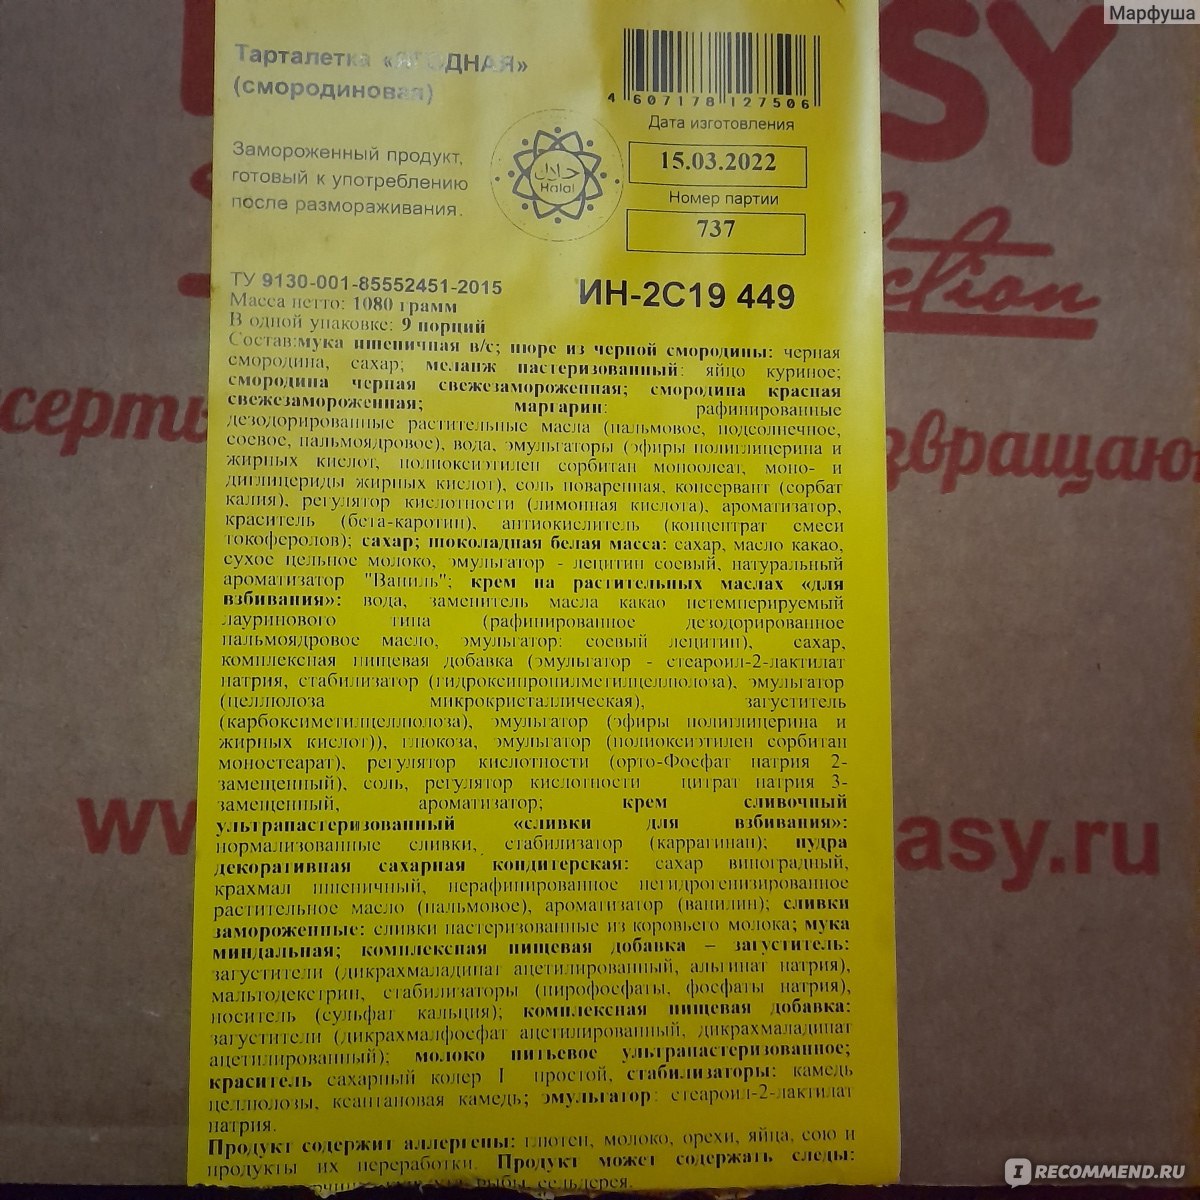 Марфуша
SY
Тарталетка «ЯГОДНАЯ»
(смородиновая)
4 607178 127506
Дата изготовления
15.03.2022
Номер партии
737
Замороженный продукт,
готовый к употреблению
после размораживания.
حلال
Halal
ТУ 9130-001-85552451-2015
Масса нетто: 1080 грамм
В одной упаковке: 9 порций
ИН-2С19 449
Состав:мука пшеничная в/с; пюре из черной смородины: черная
смородина, сахар; меланж пастеризованный: яйцо куриное;
смородина черная свежезамороженная; смородина красная
свежезамороженная; маргарин: рафинированные
дезодорированные растительные масла (пальмовое, подсолнечное,
соевое, пальмоядровое), вода, эмульгаторы (эфиры полиглицерина и
жирных кислот, полиоксиэтилен сорбитан моноолеат, моно- и
диглицериды жирных кислот), соль поваренная, консервант (сорбат
калия), регулятор кислотности (лимонная кислота), ароматизатор,
краситель (бета-каротин), антиокислитель (концентрат смеси
токоферолов); сахар; шоколадная белая масса: сахар, масло какао,
сухое цельное молоко, эмульгатор - лецитин соевый, натуральный
ароматизатор "Ваниль"; крем на растительных маслах «для
взбивания»: вода, заменитель масла какао нетемперируемый
лауринового типа (рафинированное дезодорированное
пальмоядровое масло, эмульгатор: соевый лецитин), сахар,
комплексная пищевая добавка (эмульгатор - стеароил-2-лактилат
натрия, стабилизатор (гидроксипропилметилцеллюлоза), эмульгатор
(целлюлоза микрокристаллическая), загуститель
(карбоксиметилцеллюлоза), эмульгатор (эфиры полиглицерина и
жирных кислот)), глюкоза, эмульгатор (полиоксиэтилен сорбитан
моностеарат), регулятор кислотности (орто-Фосфат натрия 2-
замещенный), соль, регулятор кислотности цитрат натрия 3-
замещенный, ароматизатор; крем сливочный
ультрапастеризованный «сливки для взбивания»:
нормализованные сливки, стабилизатор (каррагинан); пудра
декоративная сахарная кондитерская: сахар виноградный,
крахмал пшеничный, нерафинированное негидрогенизированное
растительное масло (пальмовое), ароматизатор (ванилин); сливки
замороженные: сливки пастеризованные из коровьего молока; мука
миндальная; комплексная пищевая добавка – загуститель:
загустители (дикрахмаладипат ацетилированный, альгинат натрия),
мальтодекстрин, стабилизаторы (пирофосфаты, фосфаты натрия),
носитель (сульфат кальция); комплексная пищевая добавка:
загустители (дикрахмалфосфат ацетилированный, дикрахмаладипат
ацетилированный); молоко питьевое ультрапастеризованное;
краситель сахарный колер I простой, стабилизаторы: камедь
целлюлозы, ксантановая камедь; эмульгатор: стеароил-2-лактилат
натрия.
Продукт содержит аллергены: глютен, молоко, орехи, яйца, сою и
продукты их переработки. Продукт может содержать следы:
рыбы, сельдерея.
ction
серты
звращаю
ww
asy.ru
IRECOMMEND.RU